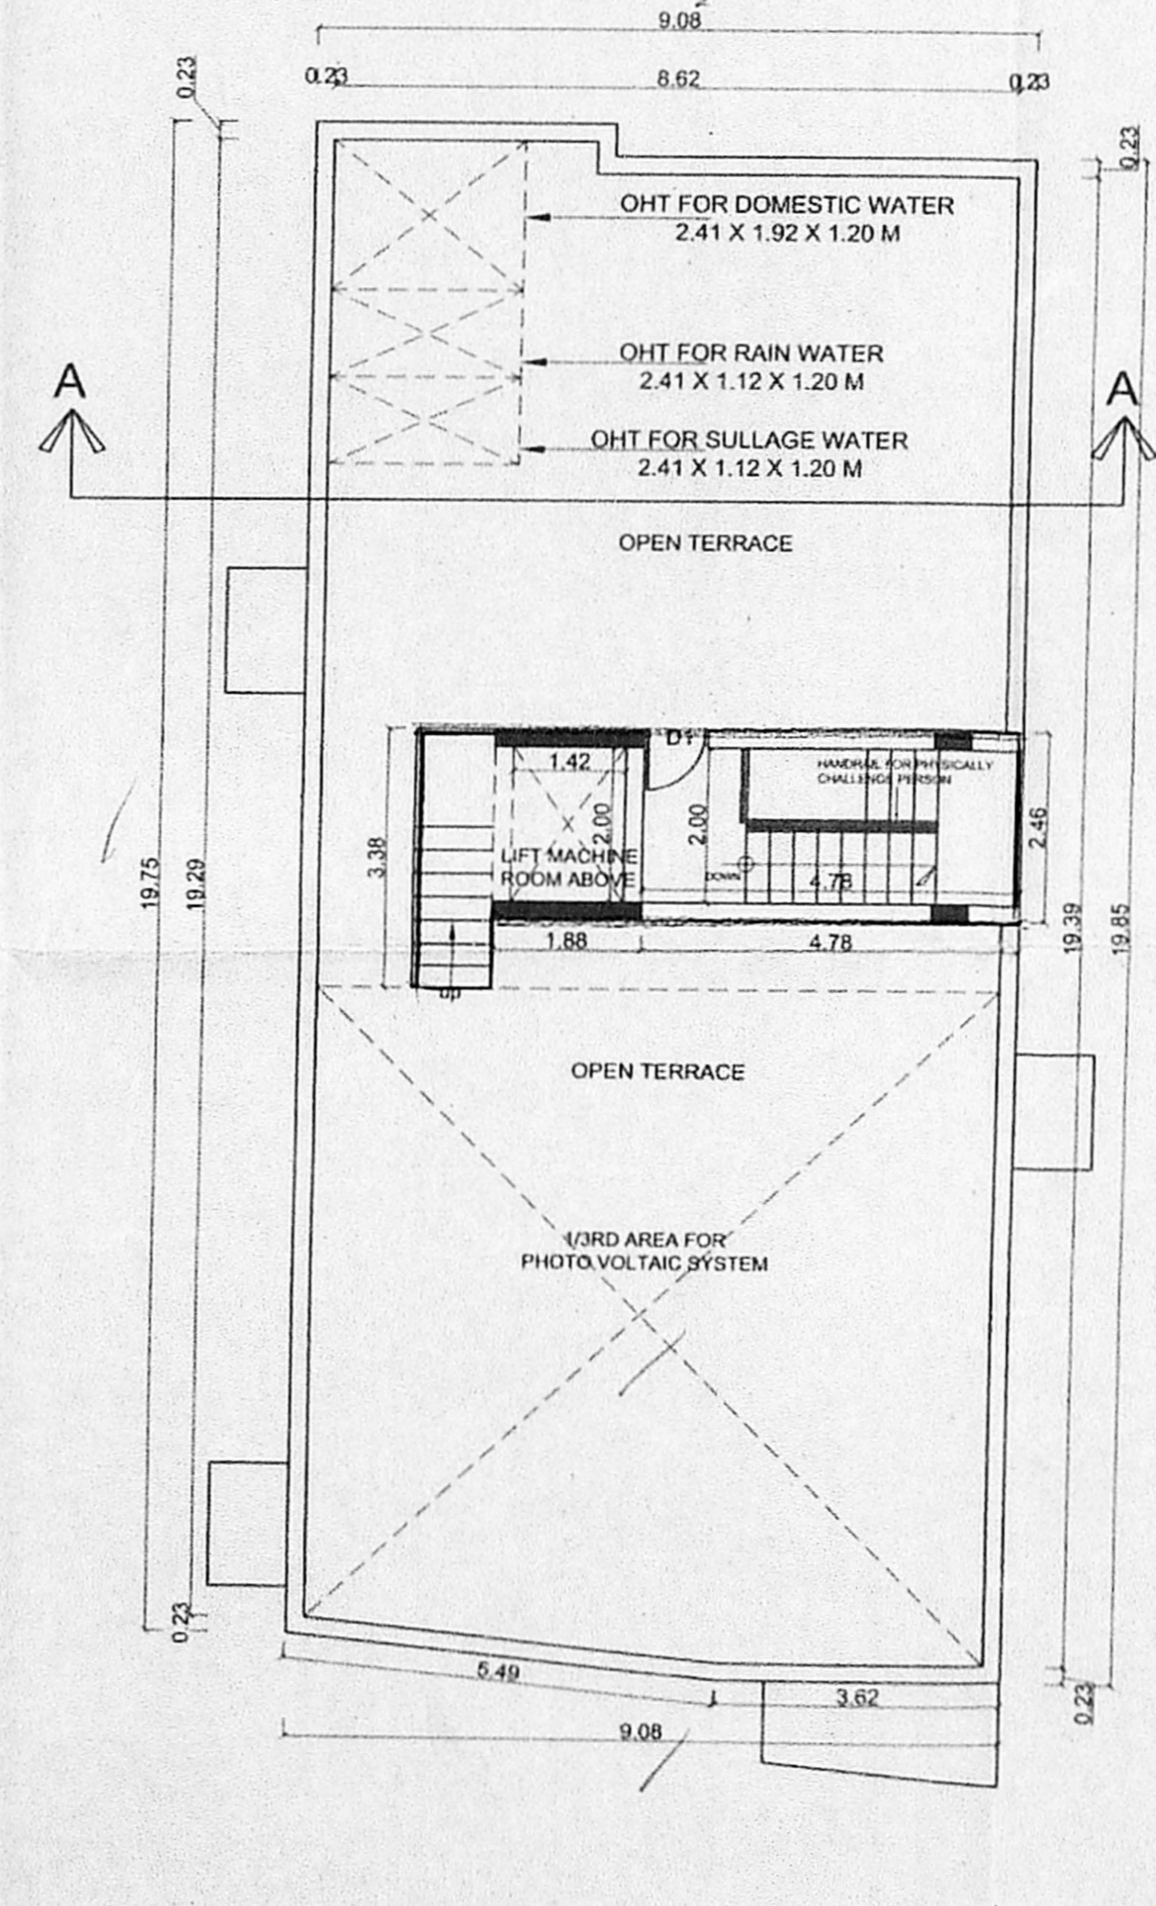 9.08
0.23
8.62
0.23
0.23
0.23
OHT FOR DOMESTIC WATER
2.41 X 1.92 X 1.20 M
OHT FOR RAIN WATER
2.41 X 1.12 X 1.20 M
A
A
OHT FOR SULLAGE WATER
2.41 X 1.12 X 1.20 M
OPEN TERRACE
D1
1.42
HANDRAIL FOR PHYSICALLY
CHALLENGE PERSON
2.00
2.00
2.46
3.38
LIFT MACHINE
ROOM ABOVE
DOWN
4.78
19.75
19.29
1.88
4.78
19.39
19.85
up
OPEN TERRACE
1/3RD AREA FOR
PHOTO VOLTAIC SYSTEM
0.23
5.49
3.62
0.23
9.08